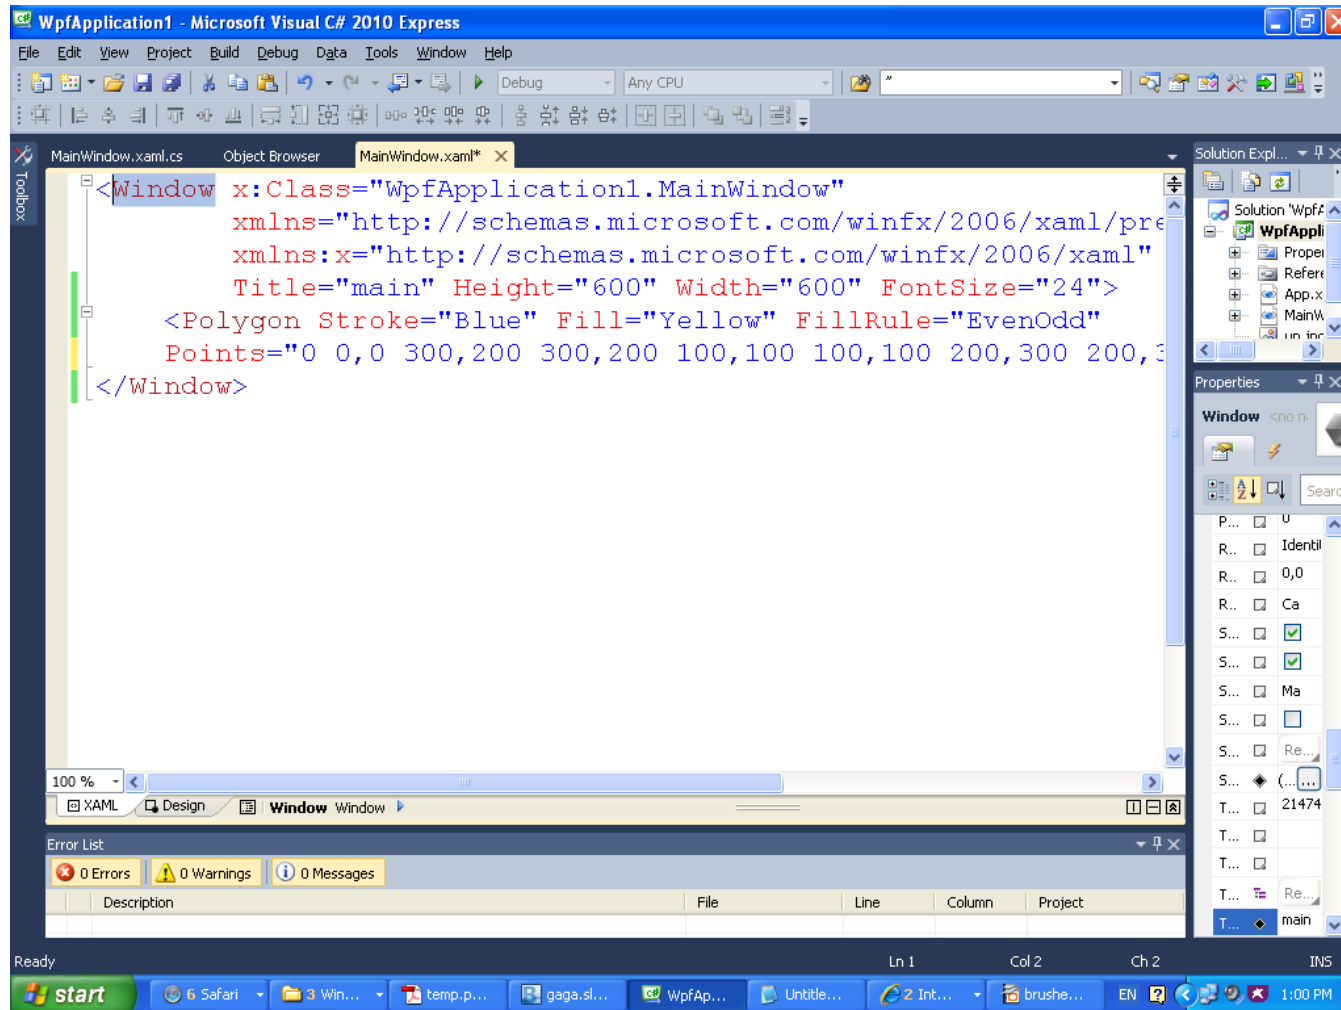 WpfApplication1 - Microsoft Visual C# 2010 Express
File Edit View Project Build Debug Data Tools Window Help
Debug Any CPU "
MainWindow.xaml.cs Object Browser MainWindow.xaml*
Solution Expl...
Toolbox
<Window x:Class="WpfApplication1.MainWindow"
xmlns="http://schemas.microsoft.com/winfx/2006/xaml/pre
xmlns:x="http://schemas.microsoft.com/winfx/2006/xaml"
Title="main" Height="600" Width="600" FontSize="24">
<Polygon Stroke="Blue" Fill="Yellow" FillRule="EvenOdd"
Points="0 0,0 300,200 300,200 100,100 100,100 200,300 200,3
</Window>
Solution 'WpfA
WpfAppli
Proper
Refere
App.x
MainW
Properties
Window <no n
Searc
P... 0
R... Identit
R... 0,0
R... Ca
S...
S...
S... Ma
S...
S... Re...
S... (... ...
T... 21474
T...
T...
T... Re...
T... main
100 %
XAML Design Window Window
Error List
0 Errors 0 Warnings 0 Messages
Description File Line Column Project
Ready Ln 1 Col 2 Ch 2 INS
start 6 Safari 3 Win... temp.p... gaga.sl... WpfAp... Untitle... 2 Int... brushe... EN 1:00 PM